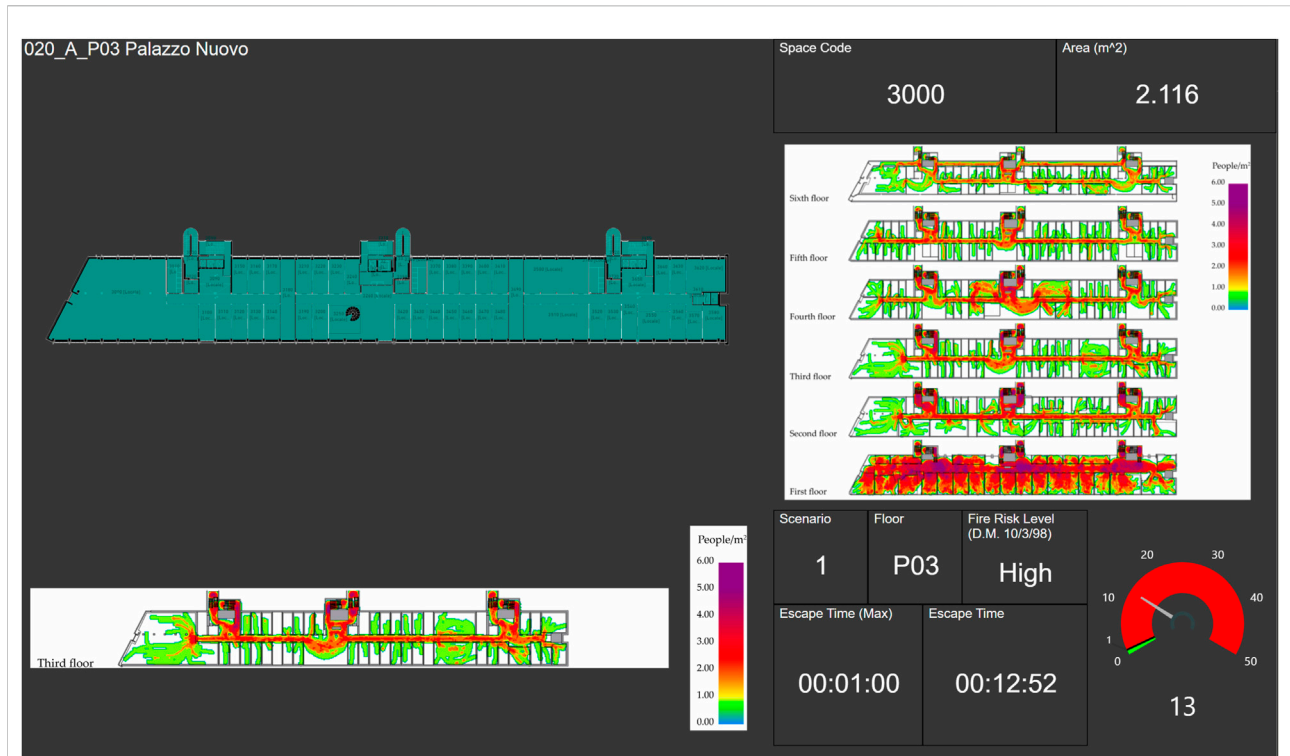 020_A_P03 Palazzo Nuovo
Space Code
3000
Area (m^2)
2.116
People/m²
6.00
5.00
4.00
3.00
2.00
1.00
0.00
Sixth floor
Fifth floor
Fourth floor
Third floor
Second floor
First floor
People/m²
6.00
5.00
4.00
3.00
2.00
1.00
0.00
Third floor
Scenario
1
Floor
P03
Fire Risk Level
(D.M. 10/3/98)
High
Escape Time (Max)
00:01:00
Escape Time
00:12:52
0
1
10
20
30
40
50
13